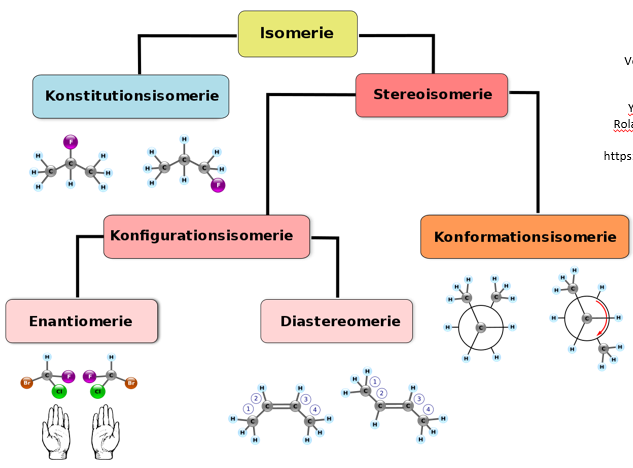 Isomerie
Konstitutionsisomerie
Stereoisomerie
Rola
https:
F
H H H
H C C C H
H H H
H H
H C C C H
H H F
Konfigurationsisomerie
Konformationsisomerie
Enantiomerie
Diastereomerie
H H H H
C C
H C H
H H
H H
C H
H C H
H C H
H
H H
C F F C
Br Cl Cl Br
H H
2 C C 3
1 4
H C C H
H H H H
H
H C 1 H
H 2 C C 3
H 4 C H
H H